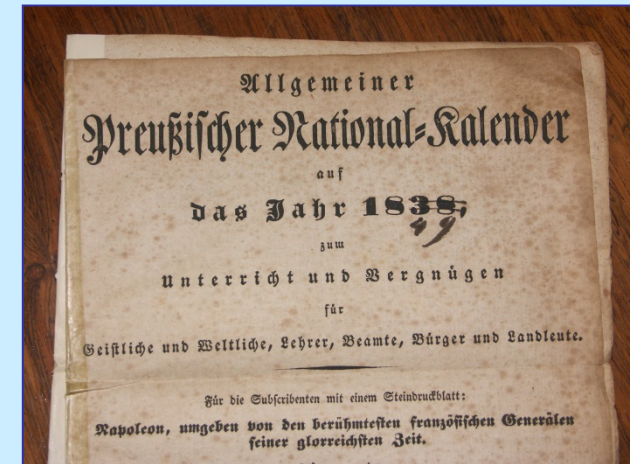 Allgemeiner
Preußischer National-Kalender
auf
das Jahr 1838,
49
zum
Unterricht und Vergnügen
für
Geistliche und Weltliche, Lehrer, Beamte, Bürger und Landleute.
Für die Subscribenten mit einem Steindruckblatt:
Napoleon, umgeben von den berühmtesten französischen Generälen
seiner glorreichsten Zeit.